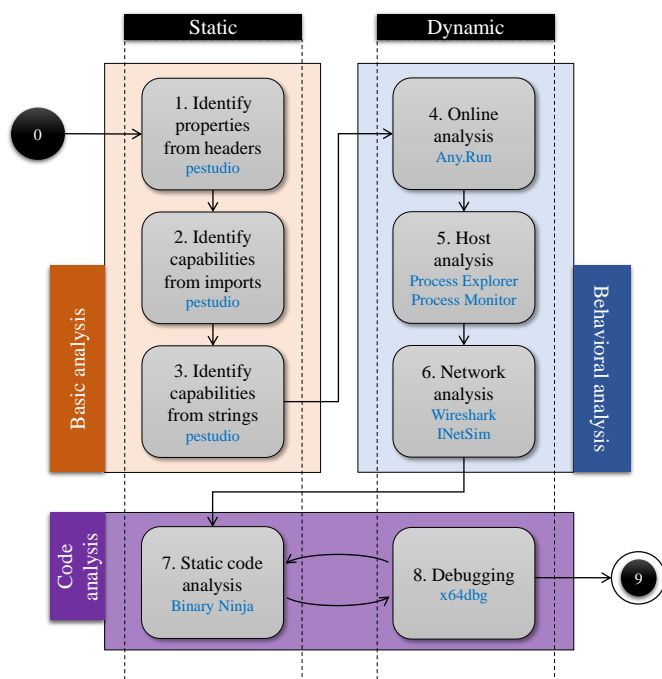 Static
Dynamic
0
1. Identify
properties
from headers
pestudio
2. Identify
capabilities
from imports
pestudio
3. Identify
capabilities
from strings
pestudio
Basic analysis
4. Online
analysis
Any.Run
5. Host
analysis
Process Explorer
Process Monitor
6. Network
analysis
Wireshark
INetSim
Behavioral analysis
Code
analysis
7. Static code
analysis
Binary Ninja
8. Debugging
x64dbg
9